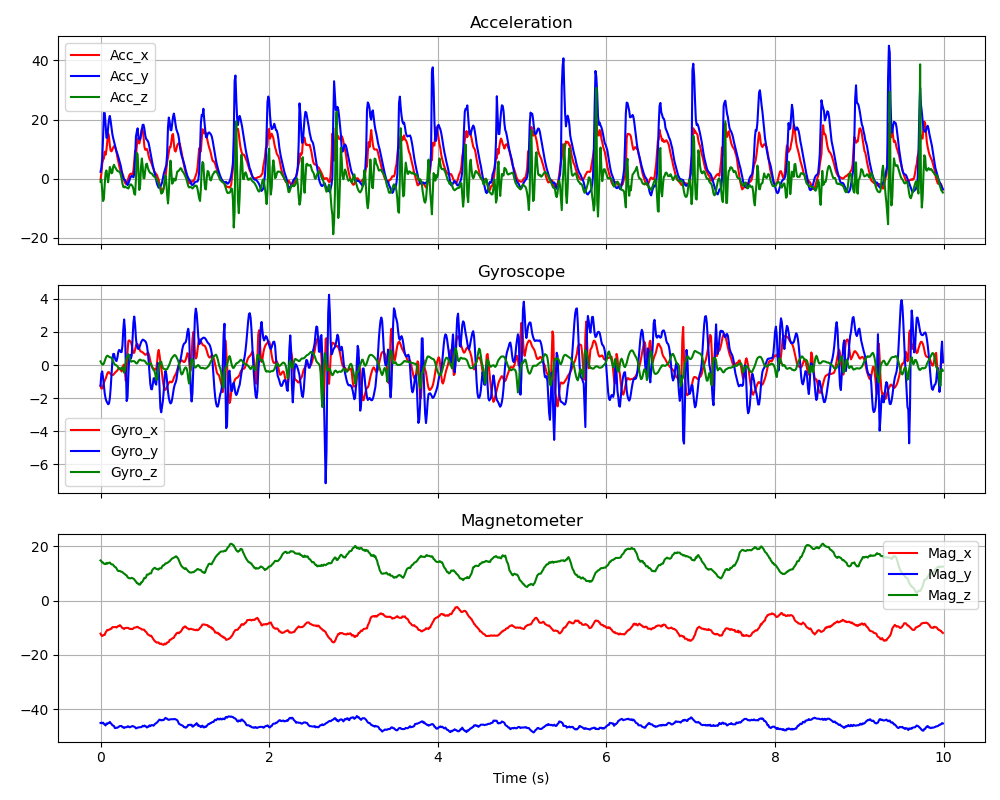 Acceleration
40
20
0
−20
Acc_x
Acc_y
Acc_z
Gyroscope
4
2
0
−2
−4
−6
Gyro_x
Gyro_y
Gyro_z
Magnetometer
20
0
−20
−40
Mag_x
Mag_y
Mag_z
0 2 4 6 8 10
Time (s)